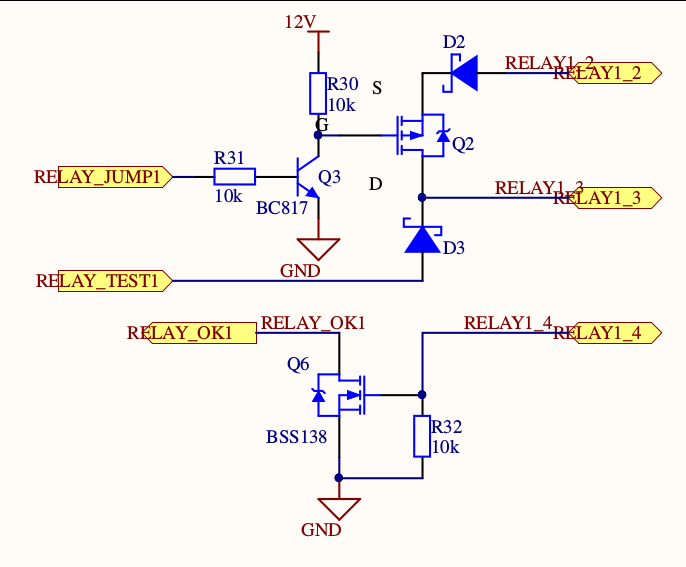 12V
D2
RELAY1_2
RELAY1_2
R30
10k
S
G
Q2
R31
RELAY_JUMP1
10k
Q3
BC817
D
RELAY1_3
RELAY1_3
D3
GND
RELAY_TEST1
RELAY_OK1
RELAY_OK1
RELAY1_4
RELAY1_4
Q6
BSS138
R32
10k
GND